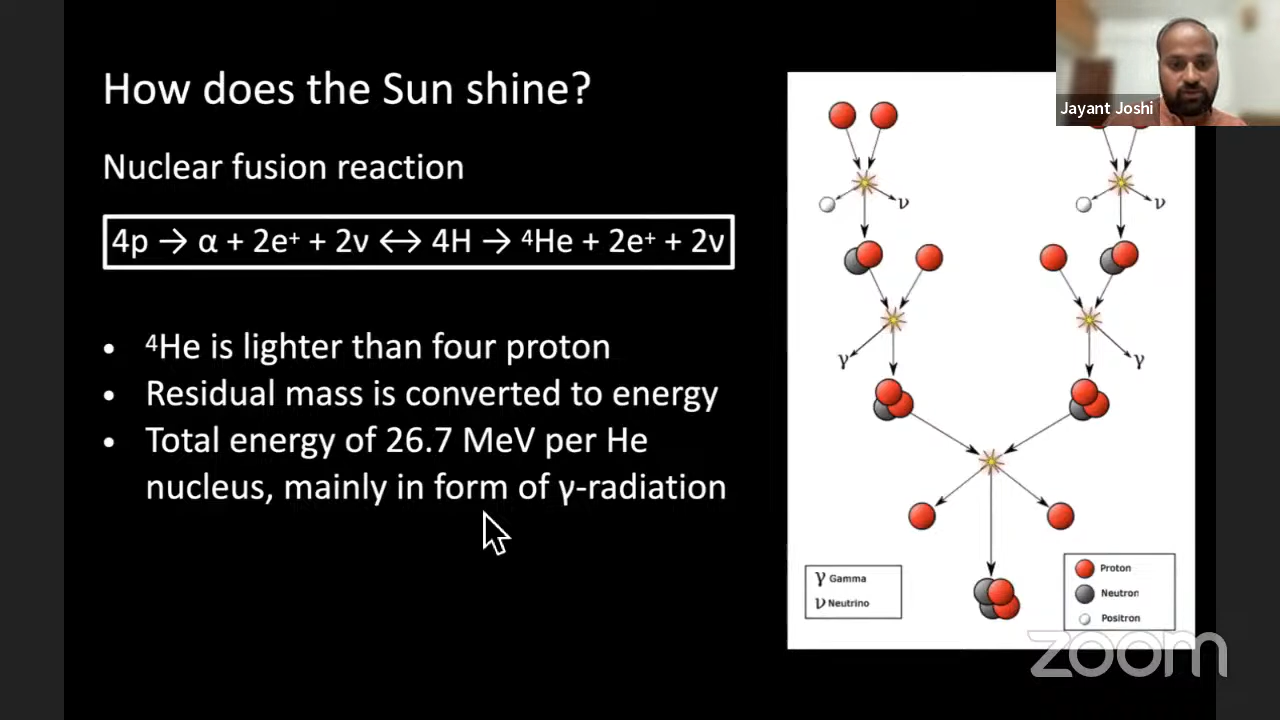 How does the Sun shine?
Jayant Joshi
Nuclear fusion reaction
4p → α + 2e⁺ + 2ν ↔ 4H → ⁴He + 2e⁺ + 2ν
• ⁴He is lighter than four proton
• Residual mass is converted to energy
• Total energy of 26.7 MeV per He
nucleus, mainly in form of γ-radiation
ν
ν
γ
γ
γ Gamma
ν Neutrino
Proton
Neutron
Positron
zoom